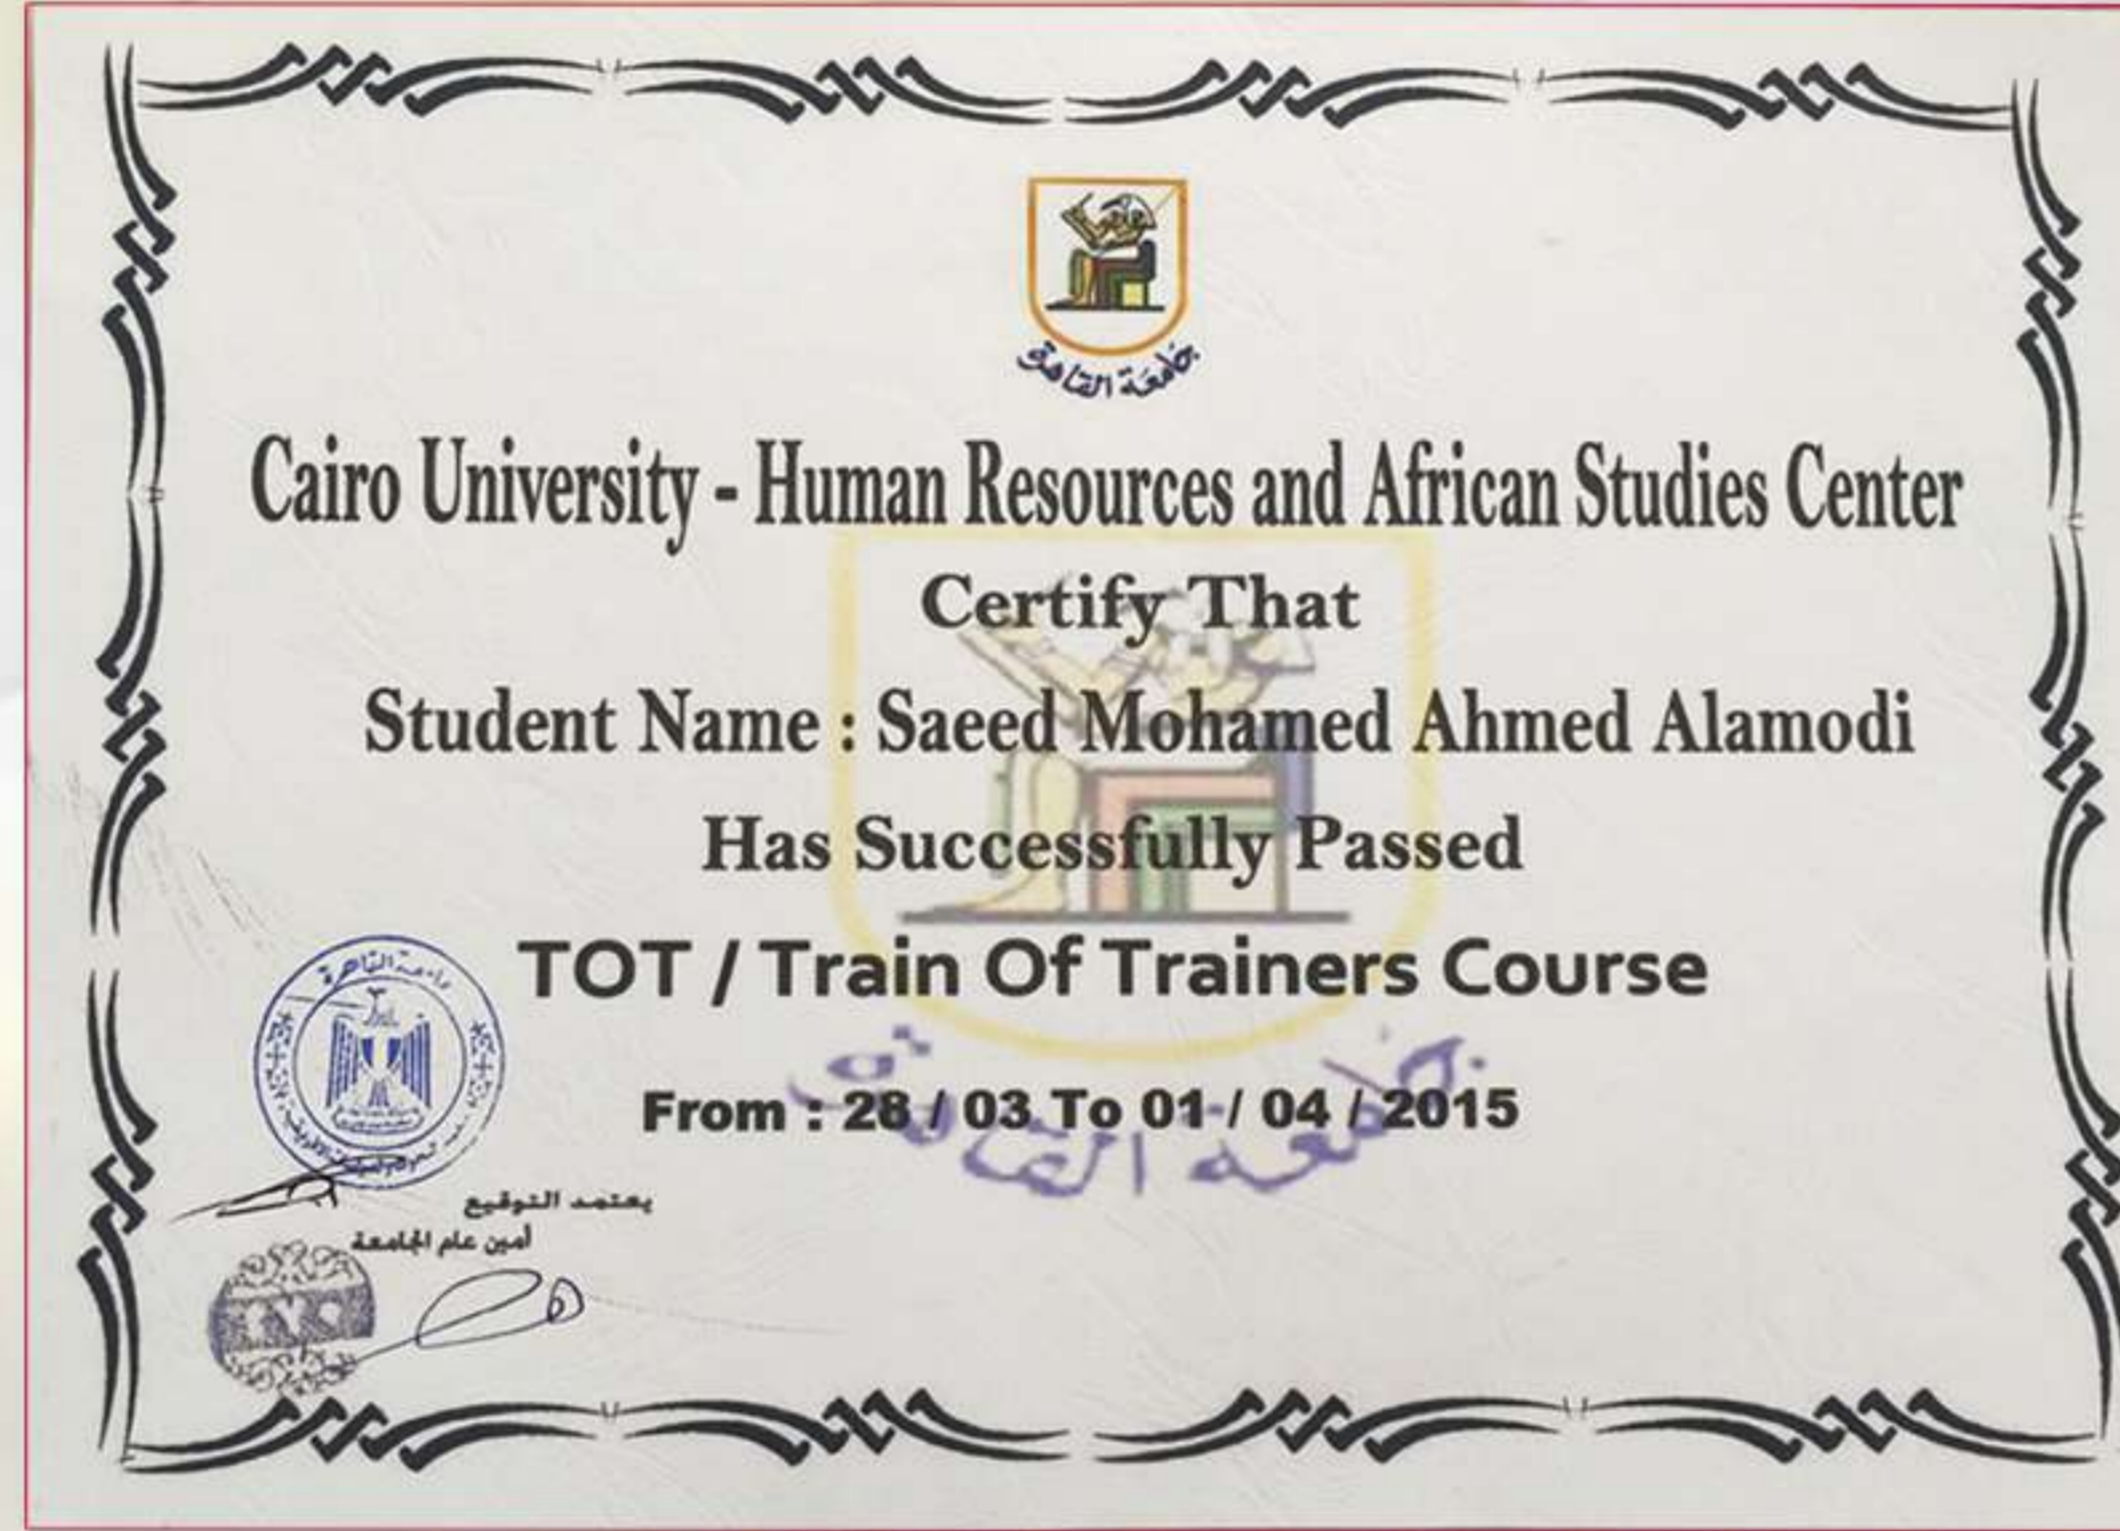 جامعة القاهرة
Cairo University - Human Resources and African Studies Center
Certify That
Student Name : Saeed Mohamed Ahmed Alamodi
Has Successfully Passed
TOT / Train Of Trainers Course
From : 28 / 03 To 01 / 04 / 2015
جامعة القاهرة
جامعة القاهرة
يعتمد التوقيع
أمين عام الجامعة